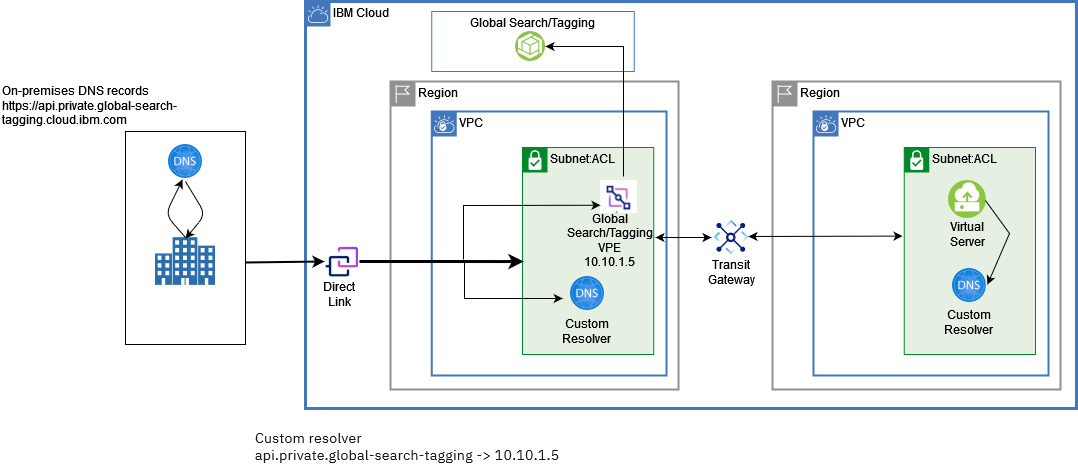 IBM Cloud
Global Search/Tagging
On-premises DNS records
https://api.private.global-search-
tagging.cloud.ibm.com
DNS
Region
VPC
Subnet:ACL
Global
Search/Tagging
VPE
10.10.1.5
DNS
Custom
Resolver
Direct
Link
Transit
Gateway
Region
VPC
Subnet:ACL
Virtual
Server
DNS
Custom
Resolver
Custom resolver
api.private.global-search-tagging -> 10.10.1.5